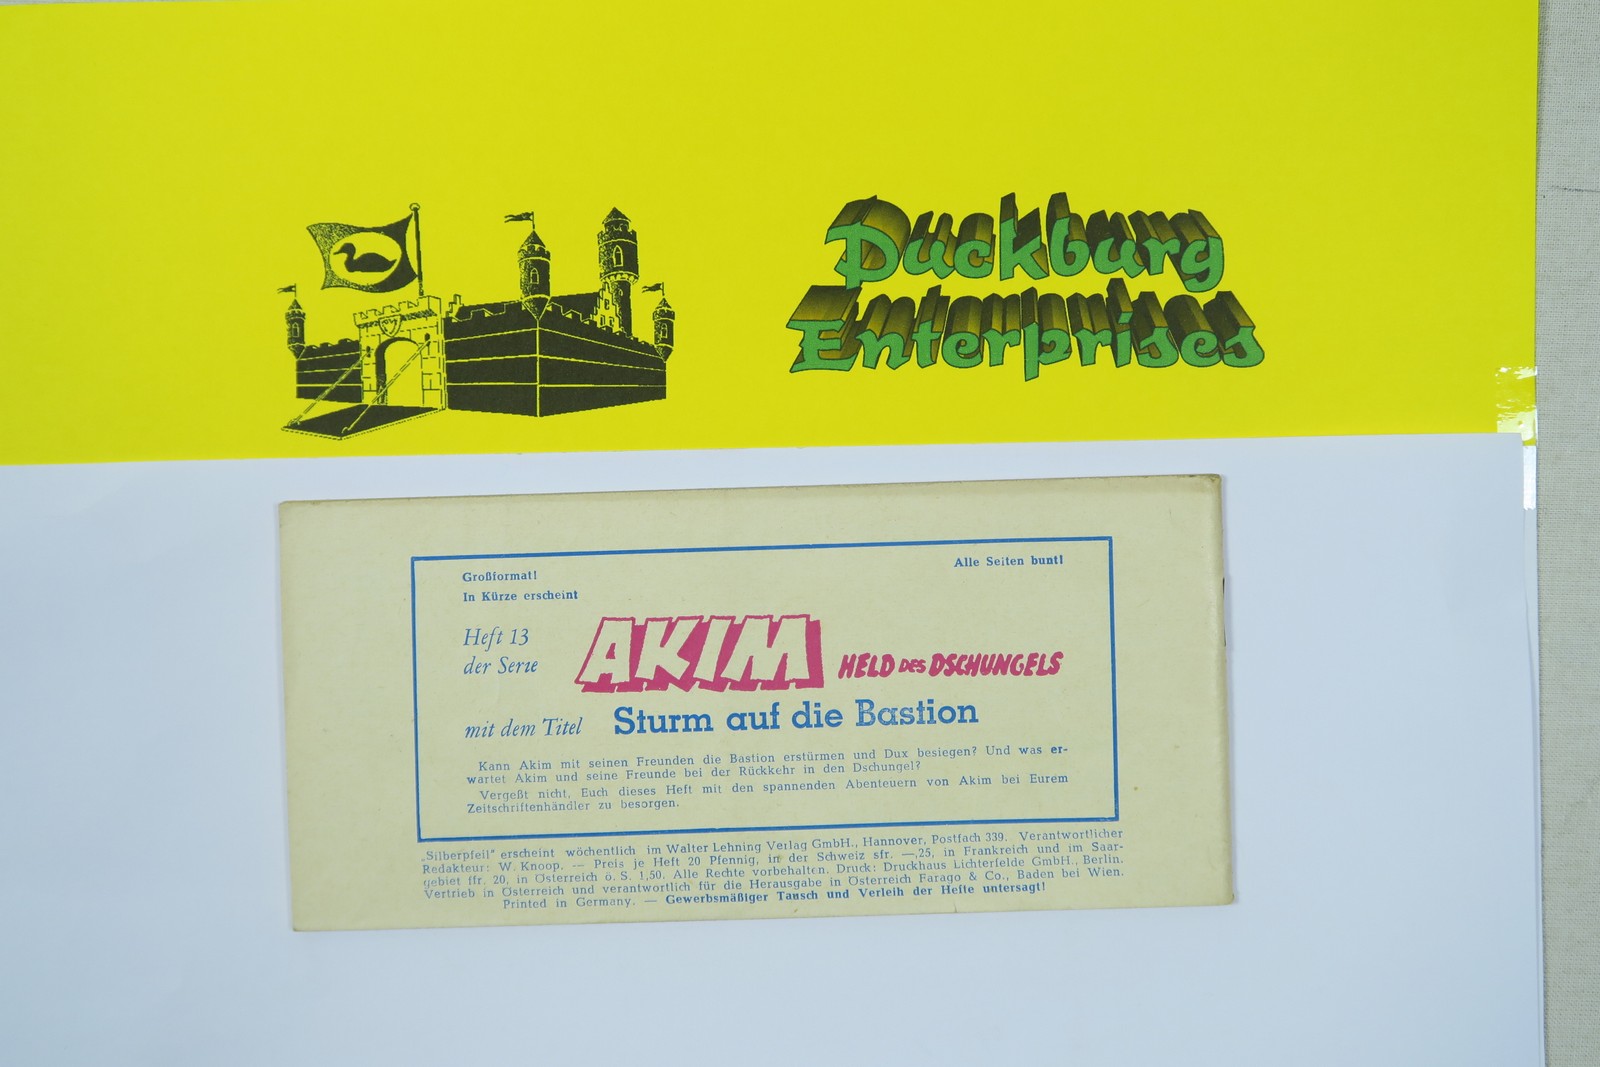 Duckburg
Enterprises
Großformat!
Alle Seiten bunt!
In Kürze erscheint
Heft 13
der Serie
AKIM HELD DES DSCHUNGELS
mit dem Titel Sturm auf die Bastion
Kann Akim mit seinen Freunden die Bastion erstürmen und Dux besiegen? Und was er-
wartet Akim und seine Freunde bei der Rückkehr in den Dschungel?
Vergeßt nicht, Euch dieses Heft mit den spannenden Abenteuern von Akim bei Eurem
Zeitschriftenhändler zu besorgen.
„Silberpfeil" erscheint wöchentlich im Walter Lehning Verlag GmbH., Hannover, Postfach 339. Verantwortlicher
Redakteur: W. Knoop. — Preis je Heft 20 Pfennig, in der Schweiz sfr. —,25, in Frankreich und im Saar-
gebiet ffr. 20, in Österreich ö. S. 1,50. Alle Rechte vorbehalten. Druck: Druckhaus Lichterfelde GmbH., Berlin.
Vertrieb in Österreich und verantwortlich für die Herausgabe in Österreich Farago & Co., Baden bei Wien.
Printed in Germany. — Gewerbsmäßiger Tausch und Verleih der Hefte untersagt!